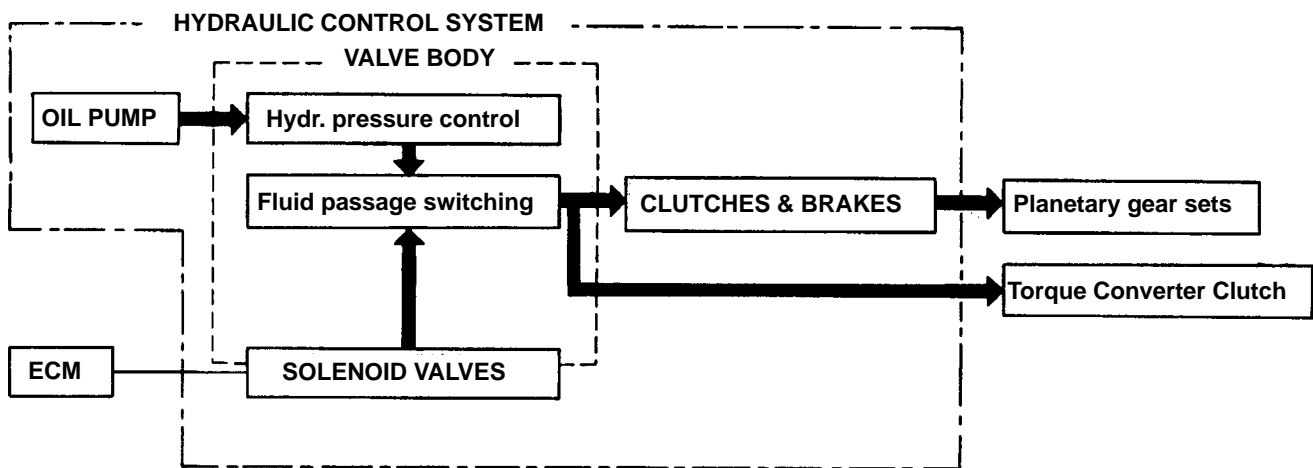 HYDRAULIC CONTROL SYSTEM
VALVE BODY
OIL PUMP
Hydr. pressure control
Fluid passage switching
CLUTCHES & BRAKES
Planetary gear sets
Torque Converter Clutch
ECM
SOLENOID VALVES